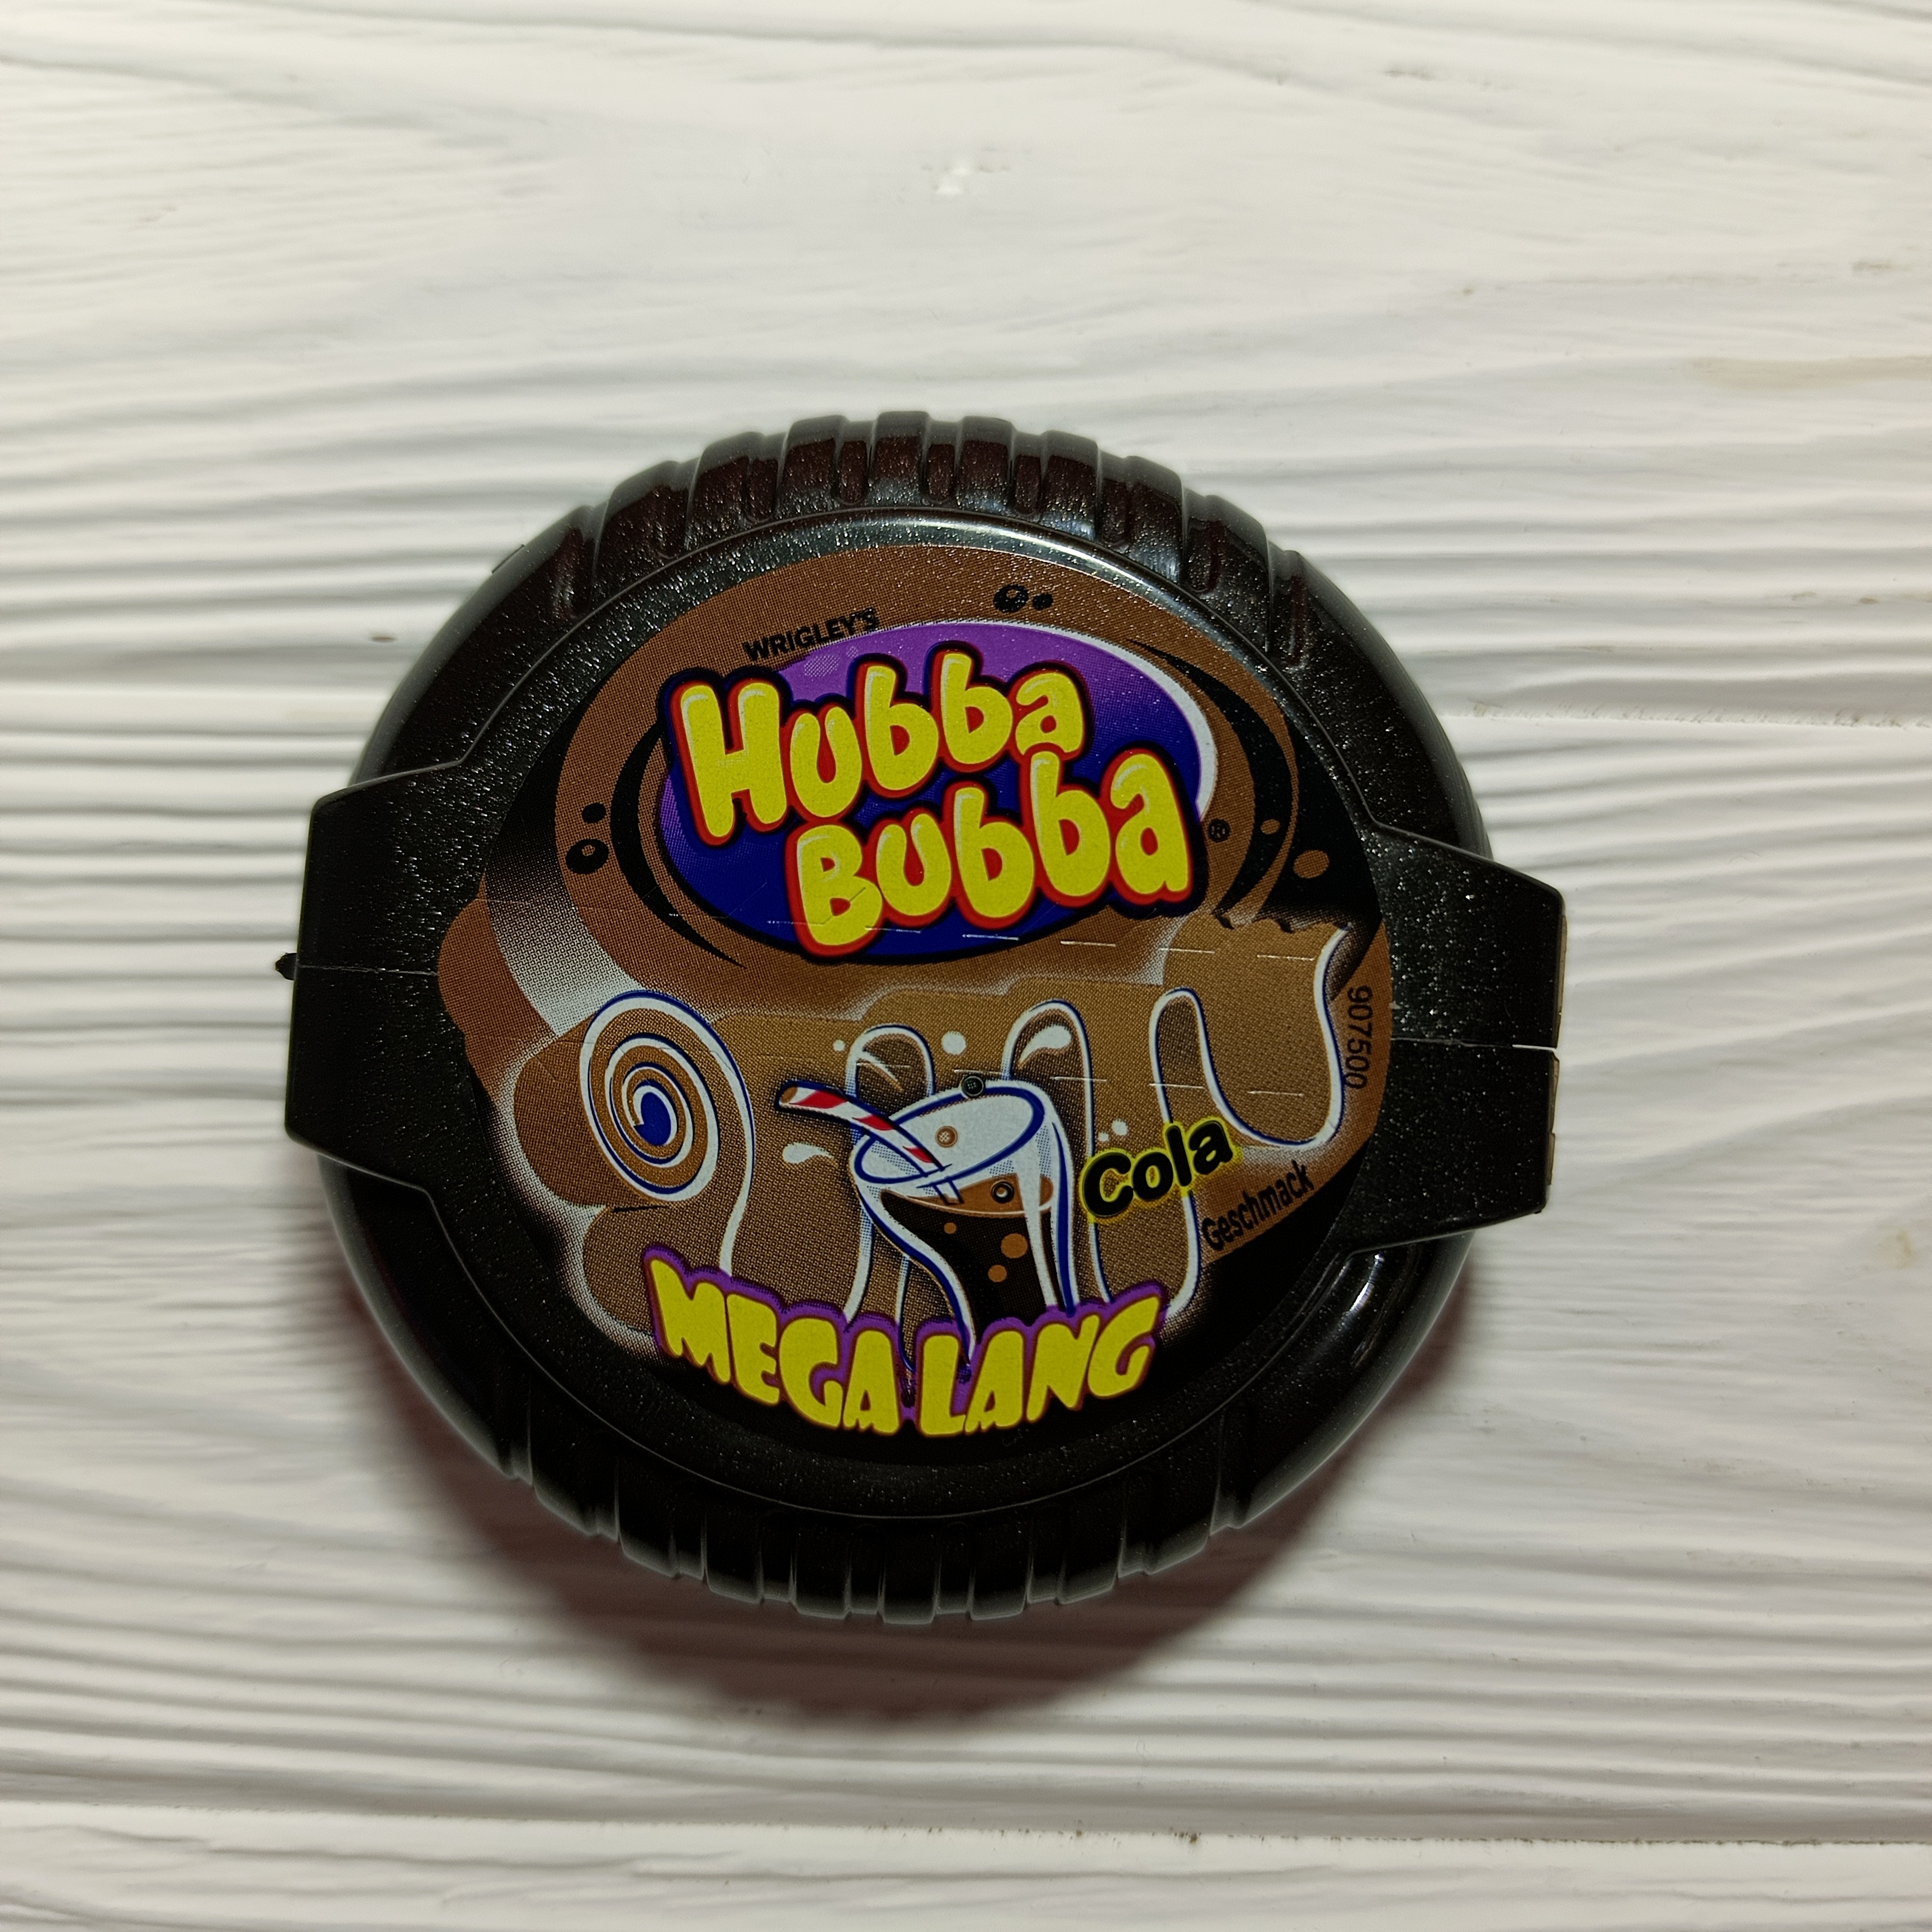 WRIGLEY'S
Hubba
Bubba
®
907500
Cola
Geschmack
MEGA LANG